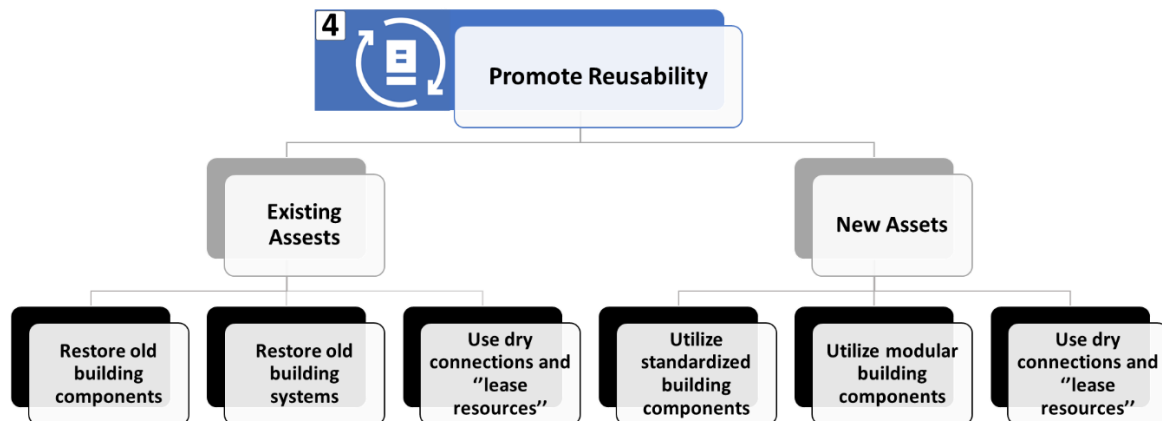 4
Promote Reusability
Existing
Assests
New Assets
Restore old
building
components
Restore old
building
systems
Use dry
connections and
‘’lease
resources’’
Utilize
standardized
building
components
Utilize modular
building
components
Use dry
connections and
‘’lease
resources’’